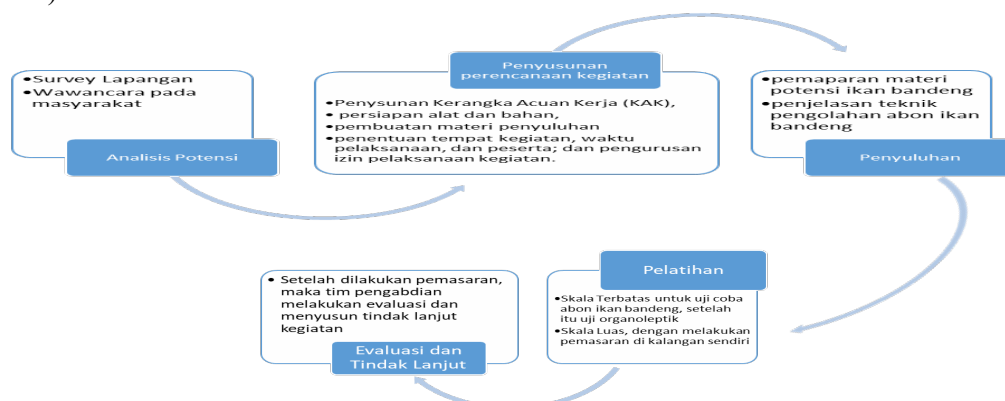 •Survey Lapangan
•Wawancara pada
masyarakat
Analisis Potensi
Penyusunan
perencanaan kegiatan
•Penysunan Kerangka Acuan Kerja (KAK),
• persiapan alat dan bahan,
•pembuatan materi penyuluhan
•penentuan tempat kegiatan, waktu
pelaksanaan, dan peserta; dan pengurusan
izin pelaksanaan kegiatan.
•pemaparan materi
potensi ikan bandeng
•penjelasan teknik
pengolahan abon ikan
bandeng
Penyuluhan
Pelatihan
•Skala Terbatas untuk uji coba
abon ikan bandeng, setelah
itu uji organoleptik
•Skala Luas, dengan melakukan
pemasaran di kalangan sendiri
• Setelah dilakukan pemasaran,
maka tim pengabdian
melakukan evaluasi dan
menyusun tindak lanjut
kegiatan
Evaluasi dan
Tindak Lanjut